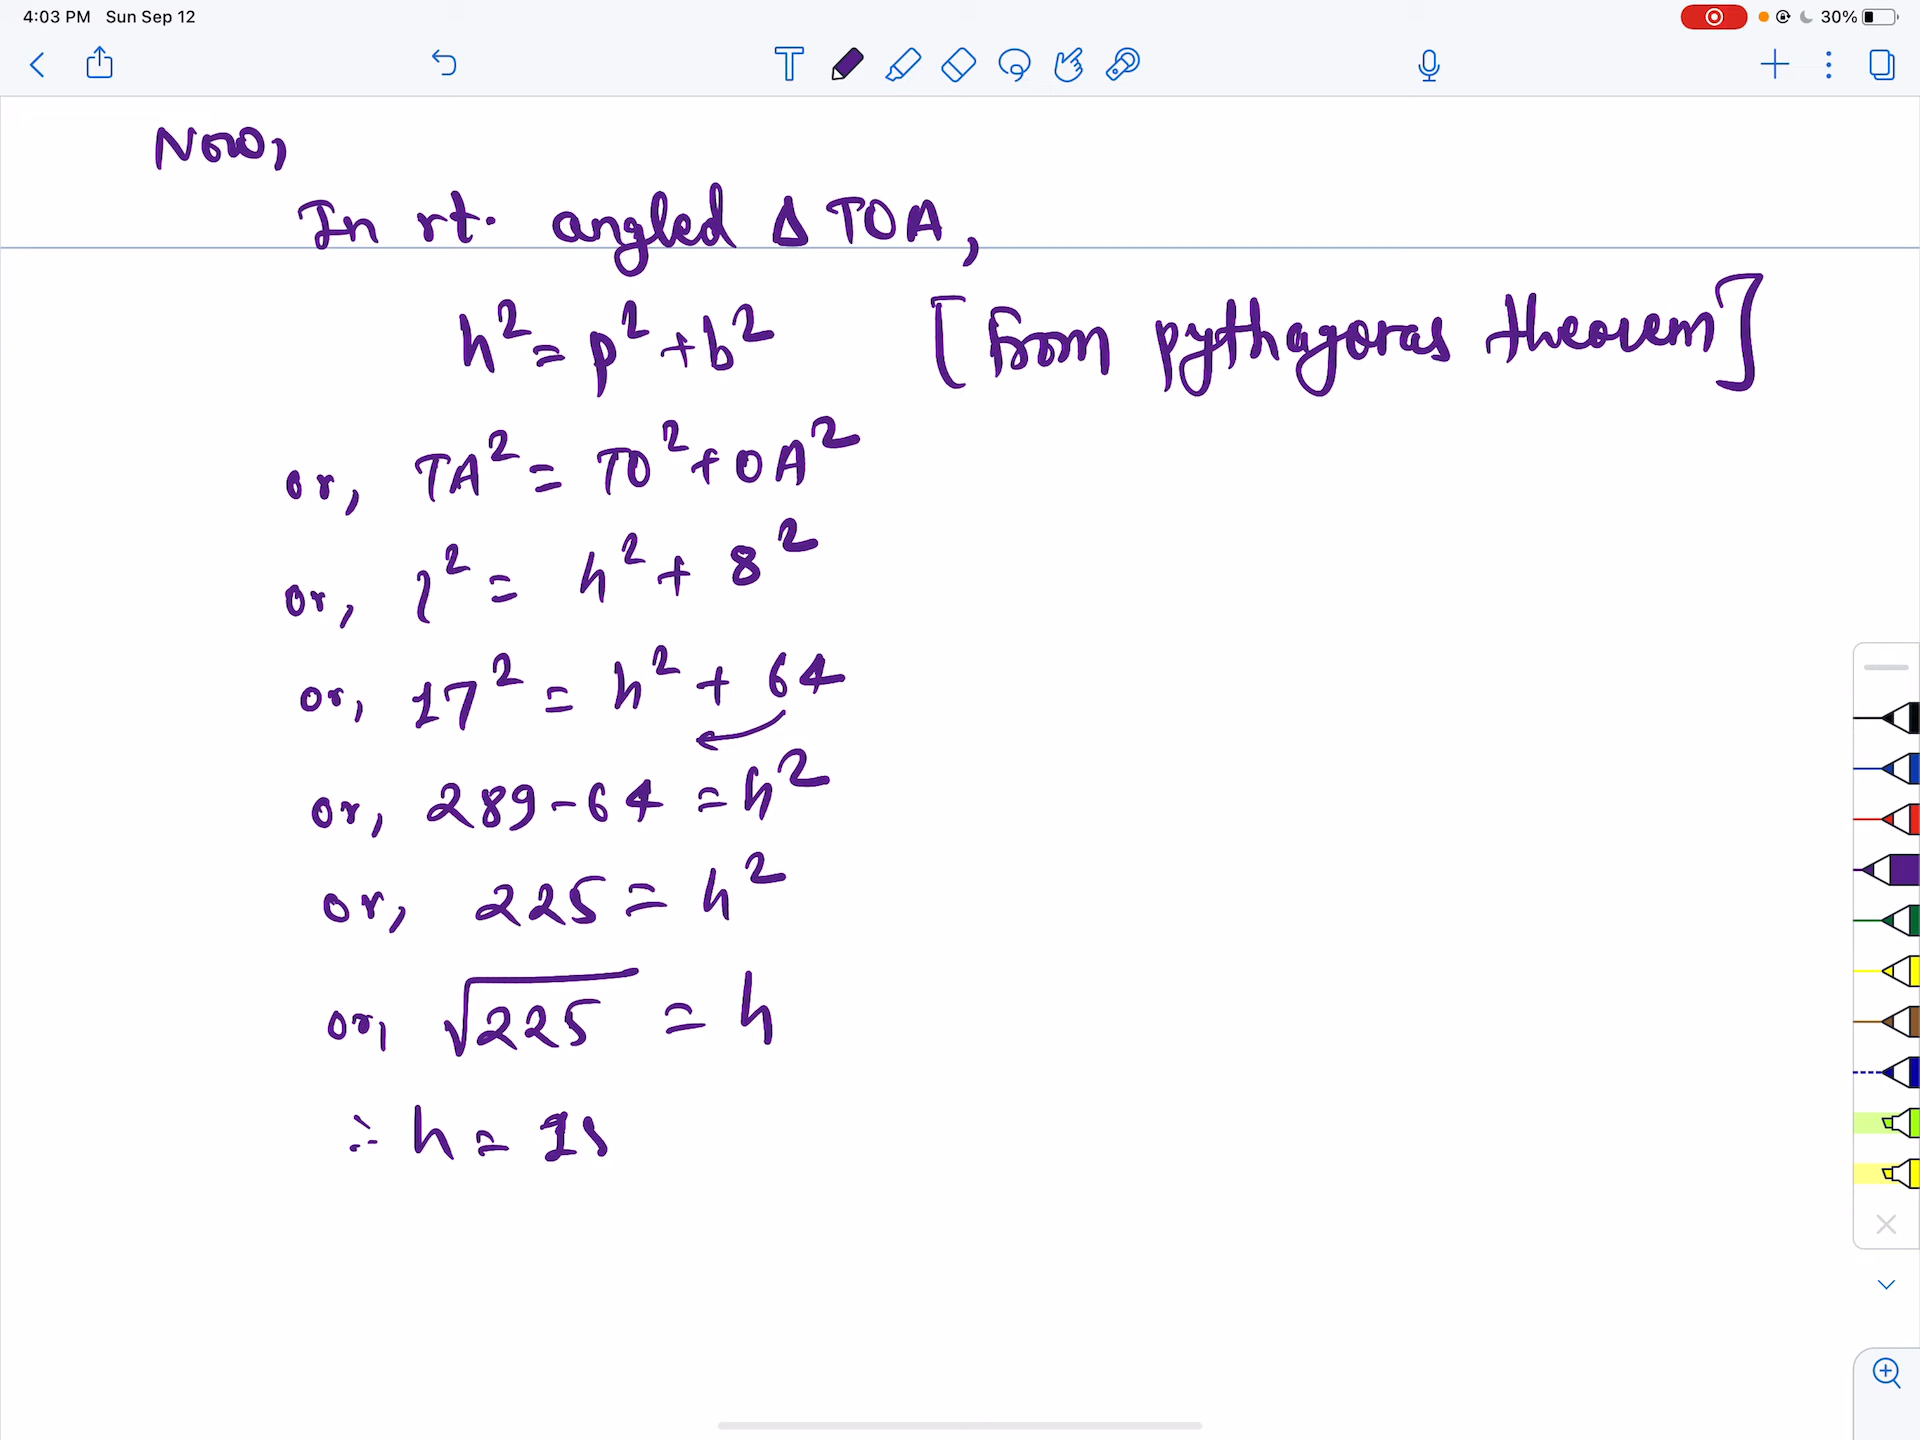 4:03 PM Sun Sep 12
30%
Now,
In rt. angled Δ TOA,
h² = p² + b² [from pythagoras theorem]
or, TA² = TO² + OA²
or, l² = h² + 8²
or, 17² = h² + 64
or, 289 - 64 = h²
or, 225 = h²
or, √225 = h
∴ h = 15